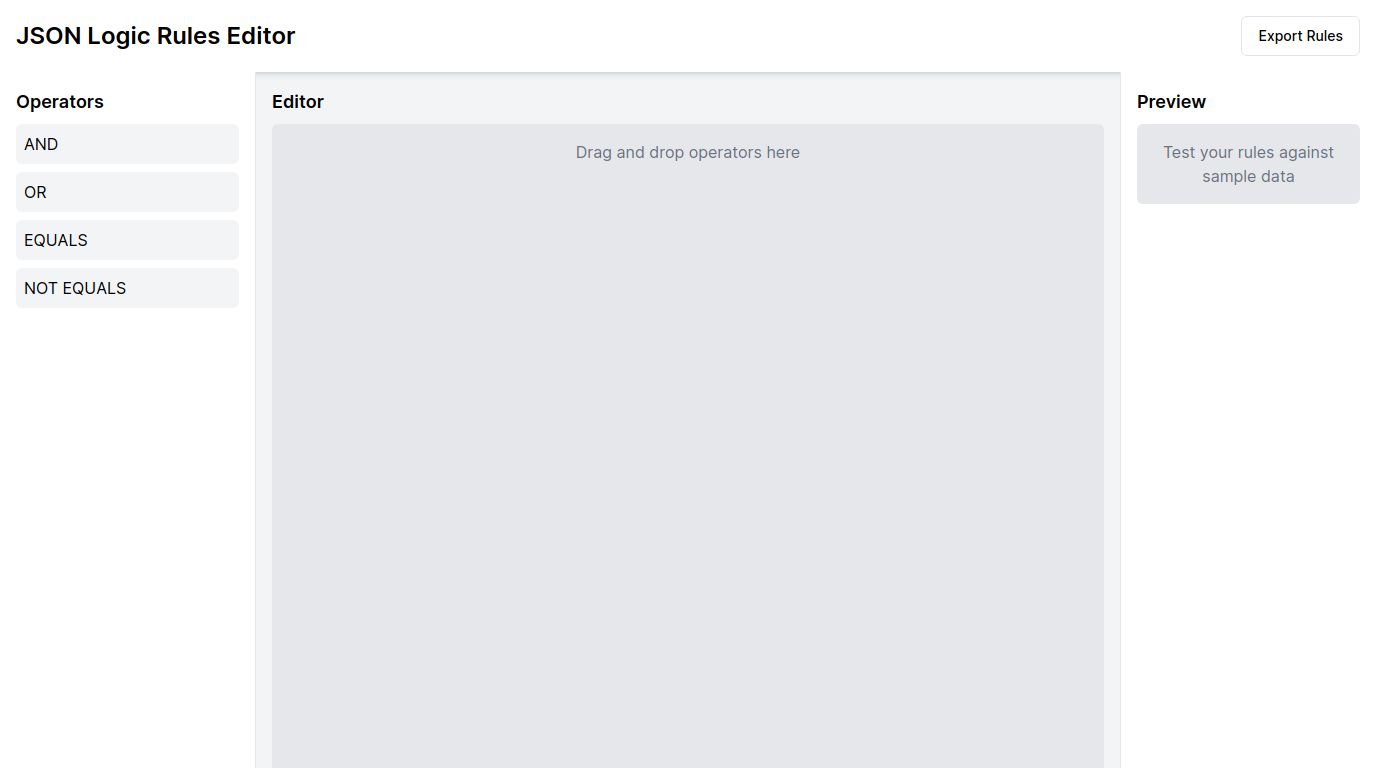 JSON Logic Rules Editor
Export Rules
Operators
AND
OR
EQUALS
NOT EQUALS
Editor
Drag and drop operators here
Preview
Test your rules against
sample data